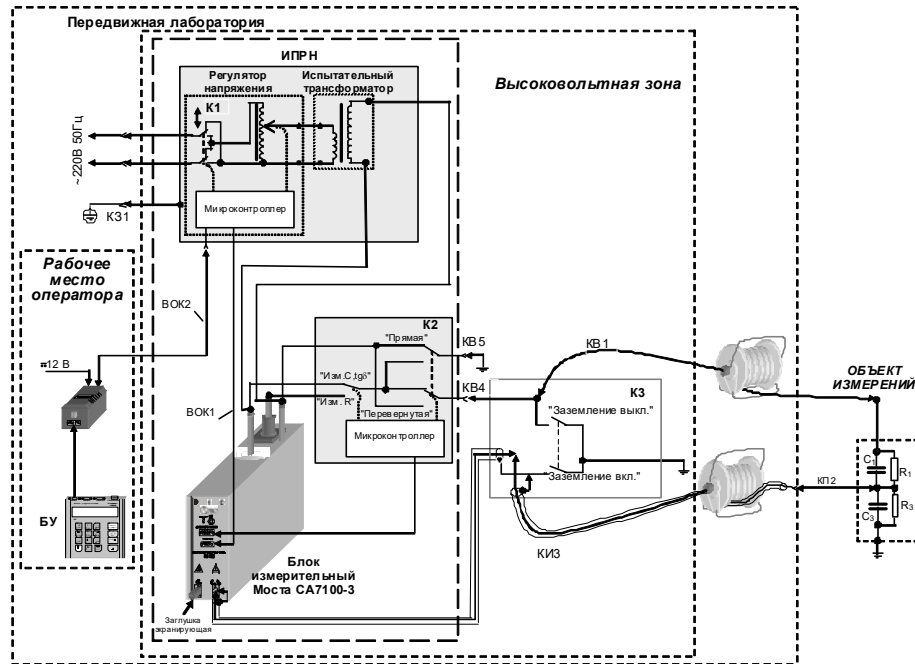 Передвижная лаборатория
ИПРН
Регулятор
напряжения
Испытательный
трансформатор
Высоковольтная зона
К1
~220В 50Гц
Микроконтроллер
КЗ1
Рабочее
место
оператора
ВОК2
12 В
БУ
ВОК1
К2
"Прямая"
КВ5
"Изм.C,tgδ"
КВ4
"Изм. R"
"Перевернутая"
Микроконтроллер
КВ1
К3
"Заземление выкл."
"Заземление вкл."
ОБЪЕКТ
ИЗМЕРЕНИЙ
C1
R1
КП2
C3
R3
КИЗ
Блок
измерительный
Моста СА7100-3
Заглушка
экранирующая